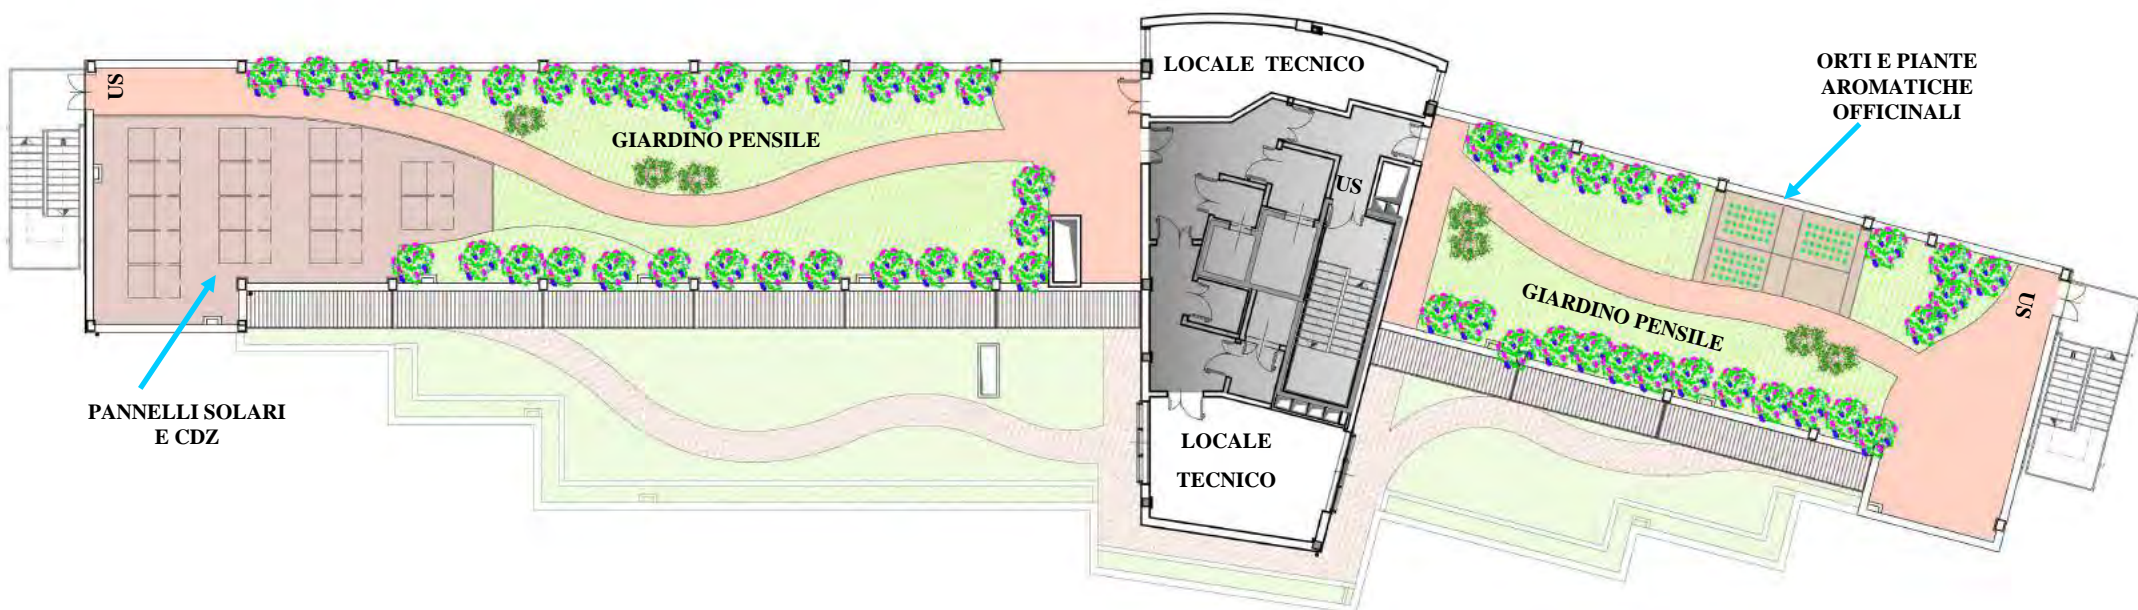 US
GIARDINO PENSILE
LOCALE TECNICO
US
ORTI E PIANTE
AROMATICHE
OFFICINALI
GIARDINO PENSILE
US
PANNELLI SOLARI
E CDZ
LOCALE
TECNICO